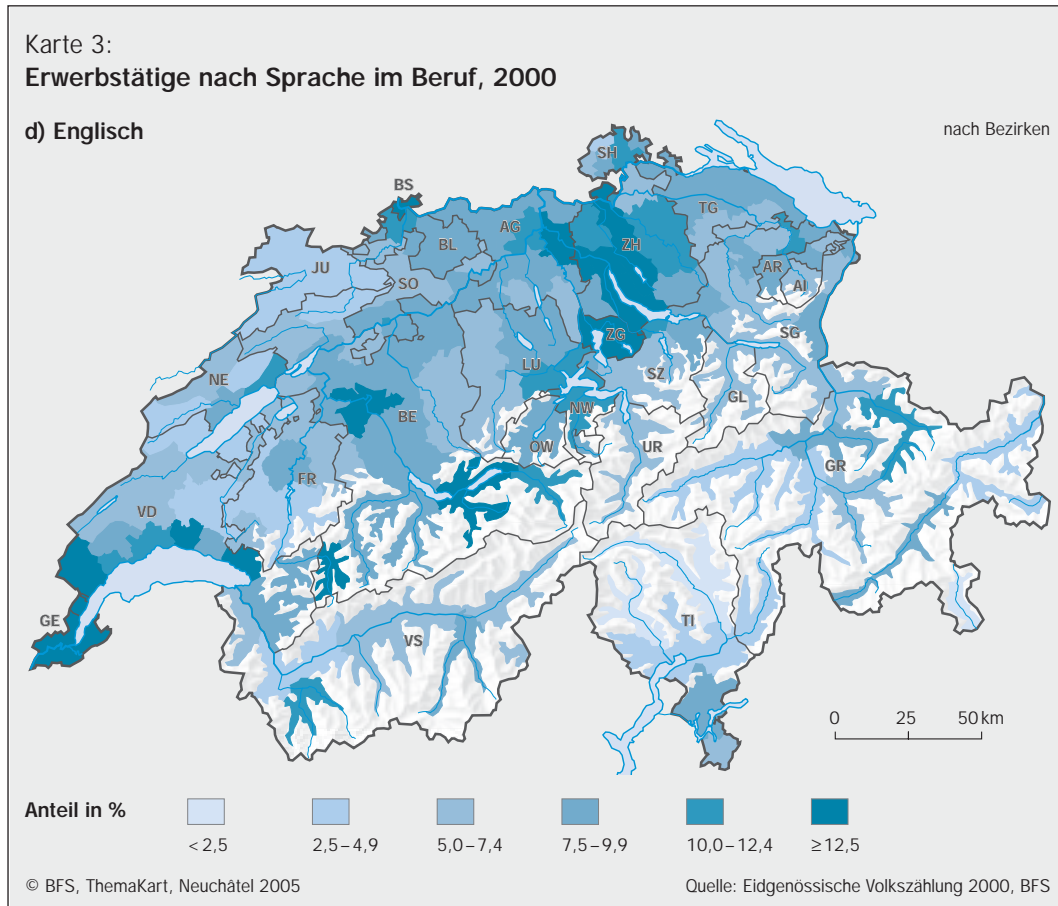 Karte 3:
Erwerbstätige nach Sprache im Beruf, 2000
d) Englisch
nach Bezirken
SH
BS
TG
AG
ZH
BL
JU
SO
AR
AI
ZG
SG
NE
LU
SZ
GL
BE
NW
OW
UR
GR
FR
VD
GE
TI
VS
0 25 50 km
Anteil in %
< 2,5 2,5–4,9 5,0–7,4 7,5–9,9 10,0–12,4 ≥12,5
© BFS, ThemaKart, Neuchâtel 2005
Quelle: Eidgenössische Volkszählung 2000, BFS